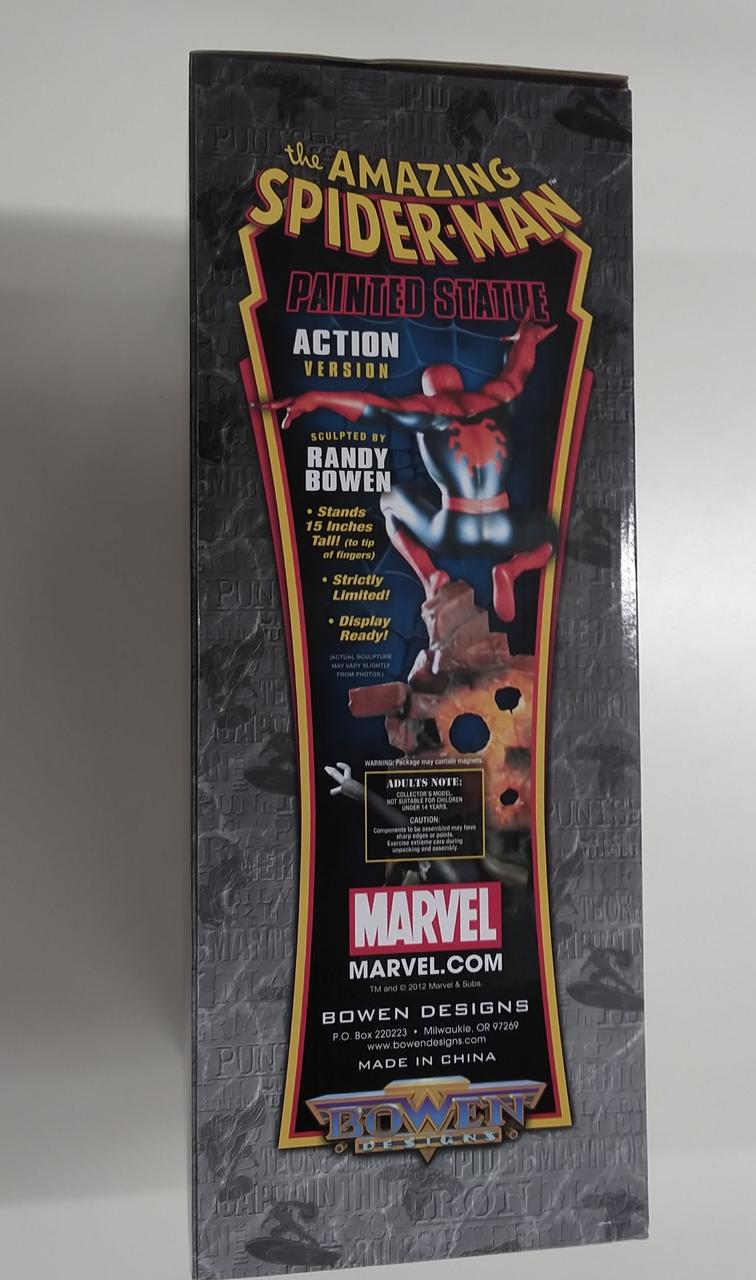 the AMAZING
SPIDER-MAN™
PAINTED STATUE
ACTION
VERSION
SCULPTED BY
RANDY
BOWEN
• Stands
15 Inches
Tall! (to tip
of fingers)
• Strictly
Limited!
• Display
Ready!
(ACTUAL SCULPTURE
MAY VARY SLIGHTLY
FROM PHOTOS.)
WARNING: Package may contain magnets.
ADULTS NOTE:
COLLECTOR'S MODEL.
NOT SUITABLE FOR CHILDREN
UNDER 14 YEARS.
CAUTION:
Components to be assembled may have
sharp edges or points.
Exercise extreme care during
unpacking and assembly.
MARVEL
MARVEL.COM
TM and © 2012 Marvel & Subs.
BOWEN DESIGNS
P.O. Box 220223 • Milwaukie, OR 97269
www.bowendesigns.com
MADE IN CHINA
BOWEN
DESIGNS